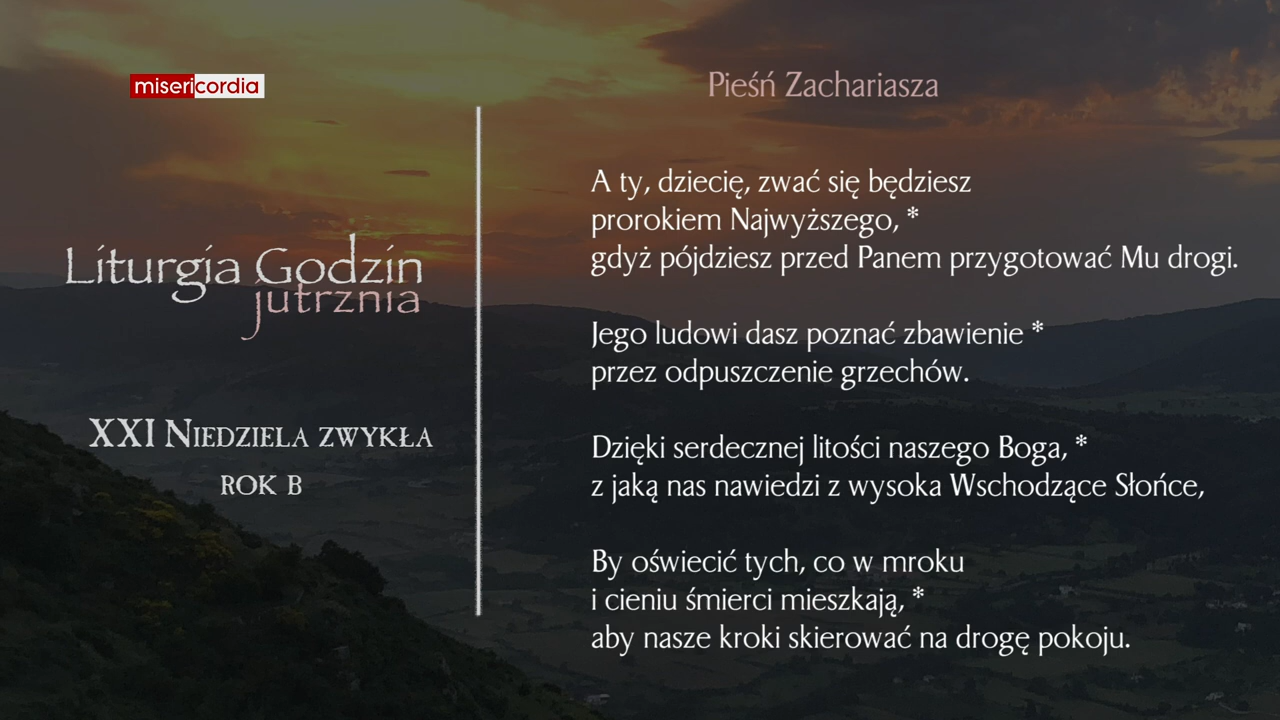 misericordia
Liturgia Godzin
jutrznia
XXI Niedziela zwykła
rok B
Pieśń Zachariasza
A ty, dziecię, zwać się będziesz
prorokiem Najwyższego, *
gdyż pójdziesz przed Panem przygotować Mu drogi.
Jego ludowi dasz poznać zbawienie *
przez odpuszczenie grzechów.
Dzięki serdecznej litości naszego Boga, *
z jaką nas nawiedzi z wysoka Wschodzące Słońce,
By oświecić tych, co w mroku
i cieniu śmierci mieszkają, *
aby nasze kroki skierować na drogę pokoju.